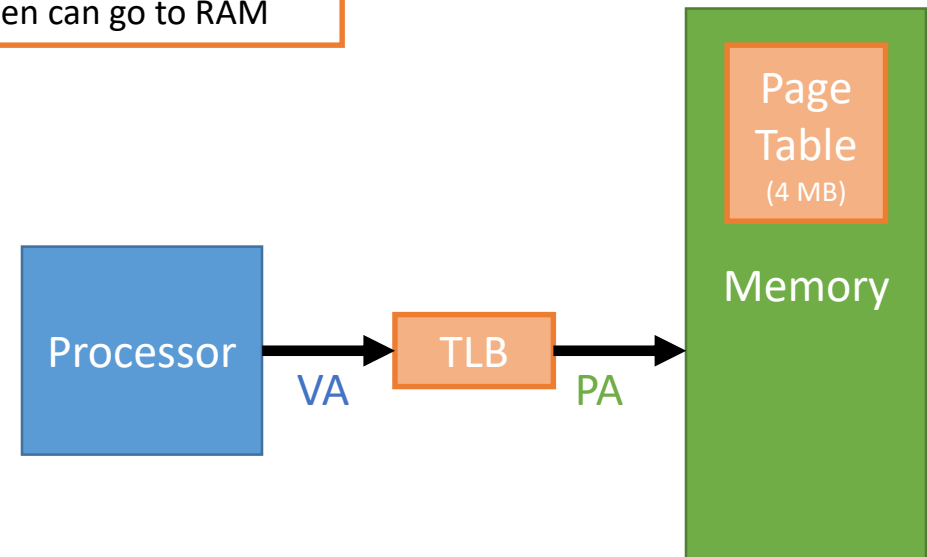 en can go to RAM
Page
Table
(4 MB)
Memory
Processor
TLB
VA
PA